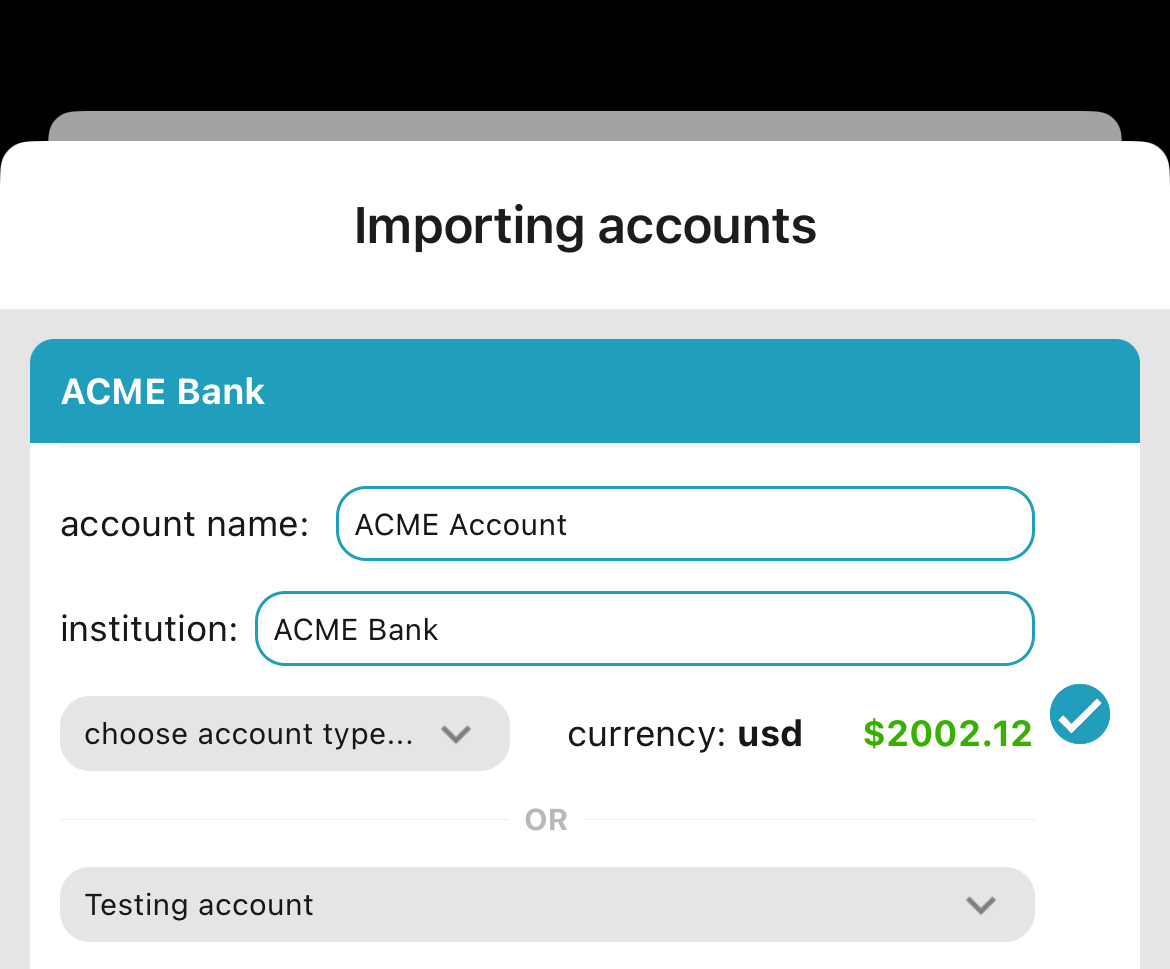 Importing accounts
ACME Bank
account name: ACME Account
institution: ACME Bank
choose account type... currency: usd $2002.12
OR
Testing account